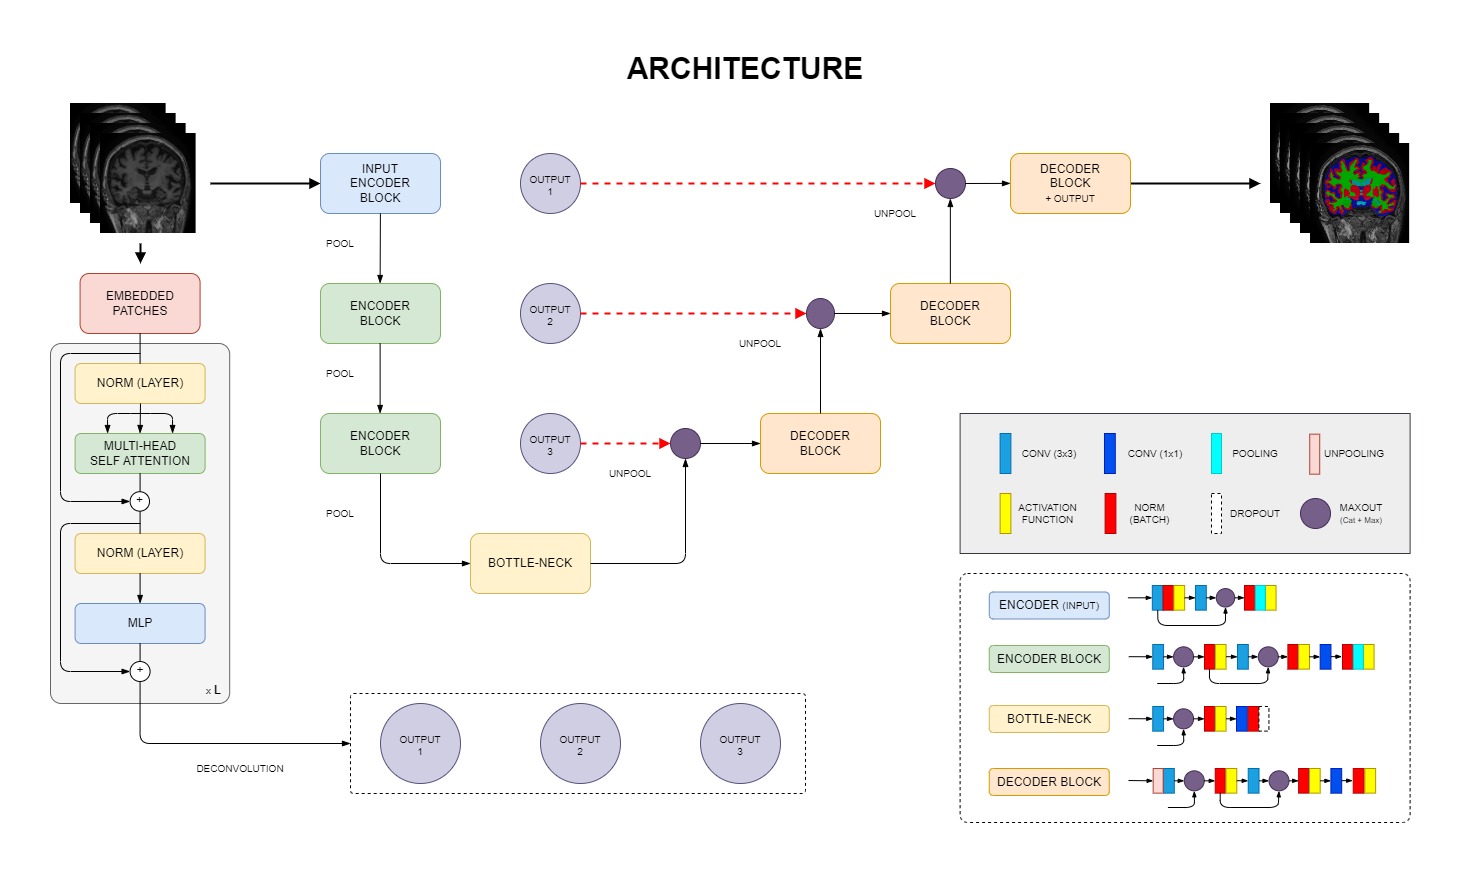 ARCHITECTURE
INPUT
ENCODER
BLOCK
OUTPUT
1
DECODER
BLOCK
+ OUTPUT
UNPOOL
POOL
EMBEDDED
PATCHES
ENCODER
BLOCK
OUTPUT
2
DECODER
BLOCK
UNPOOL
POOL
NORM (LAYER)
MULTI-HEAD
SELF ATTENTION
+
ENCODER
BLOCK
OUTPUT
3
DECODER
BLOCK
UNPOOL
POOL
NORM (LAYER)
BOTTLE-NECK
MLP
+
x L
DECONVOLUTION
OUTPUT
1
OUTPUT
2
OUTPUT
3
CONV (3x3)
CONV (1x1)
POOLING
UNPOOLING
ACTIVATION
FUNCTION
NORM
(BATCH)
DROPOUT
MAXOUT
(Cat + Max)
ENCODER (INPUT)
ENCODER BLOCK
BOTTLE-NECK
DECODER BLOCK